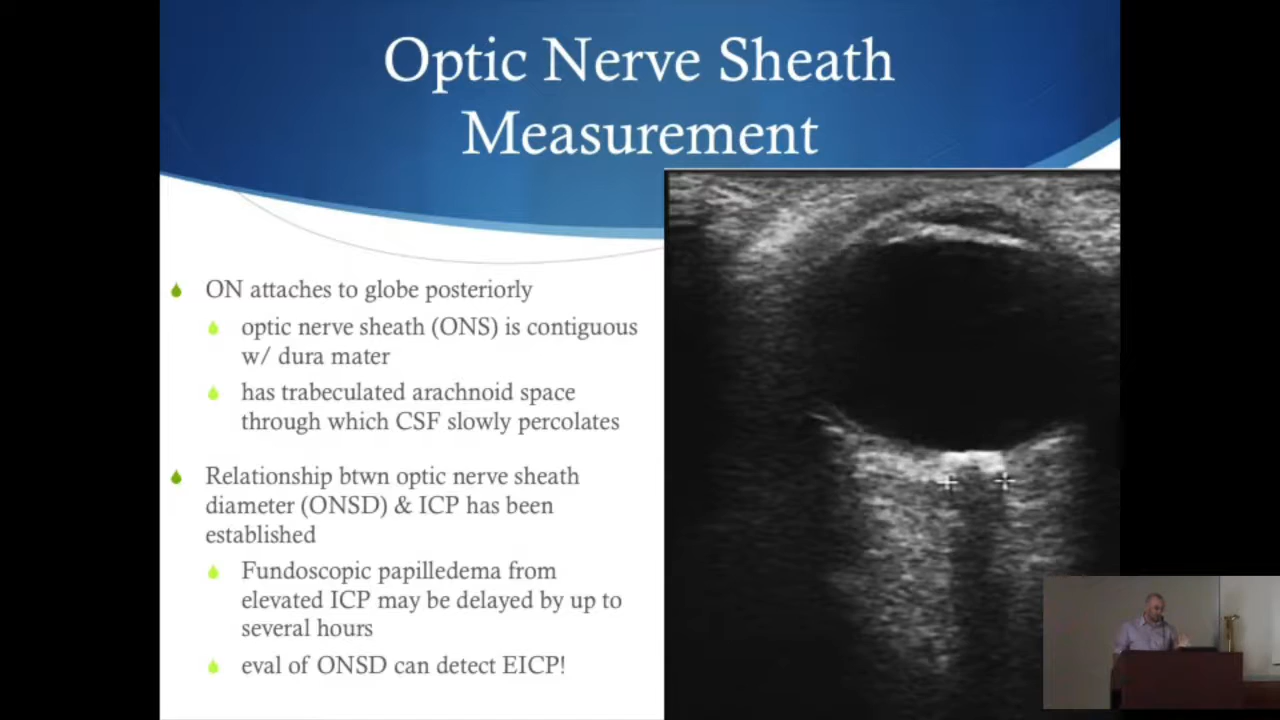 Optic Nerve Sheath
Measurement
ON attaches to globe posteriorly
optic nerve sheath (ONS) is contiguous
w/ dura mater
has trabeculated arachnoid space
through which CSF slowly percolates
Relationship btwn optic nerve sheath
diameter (ONSD) & ICP has been
established
Fundoscopic papilledema from
elevated ICP may be delayed by up to
several hours
eval of ONSD can detect EICP!